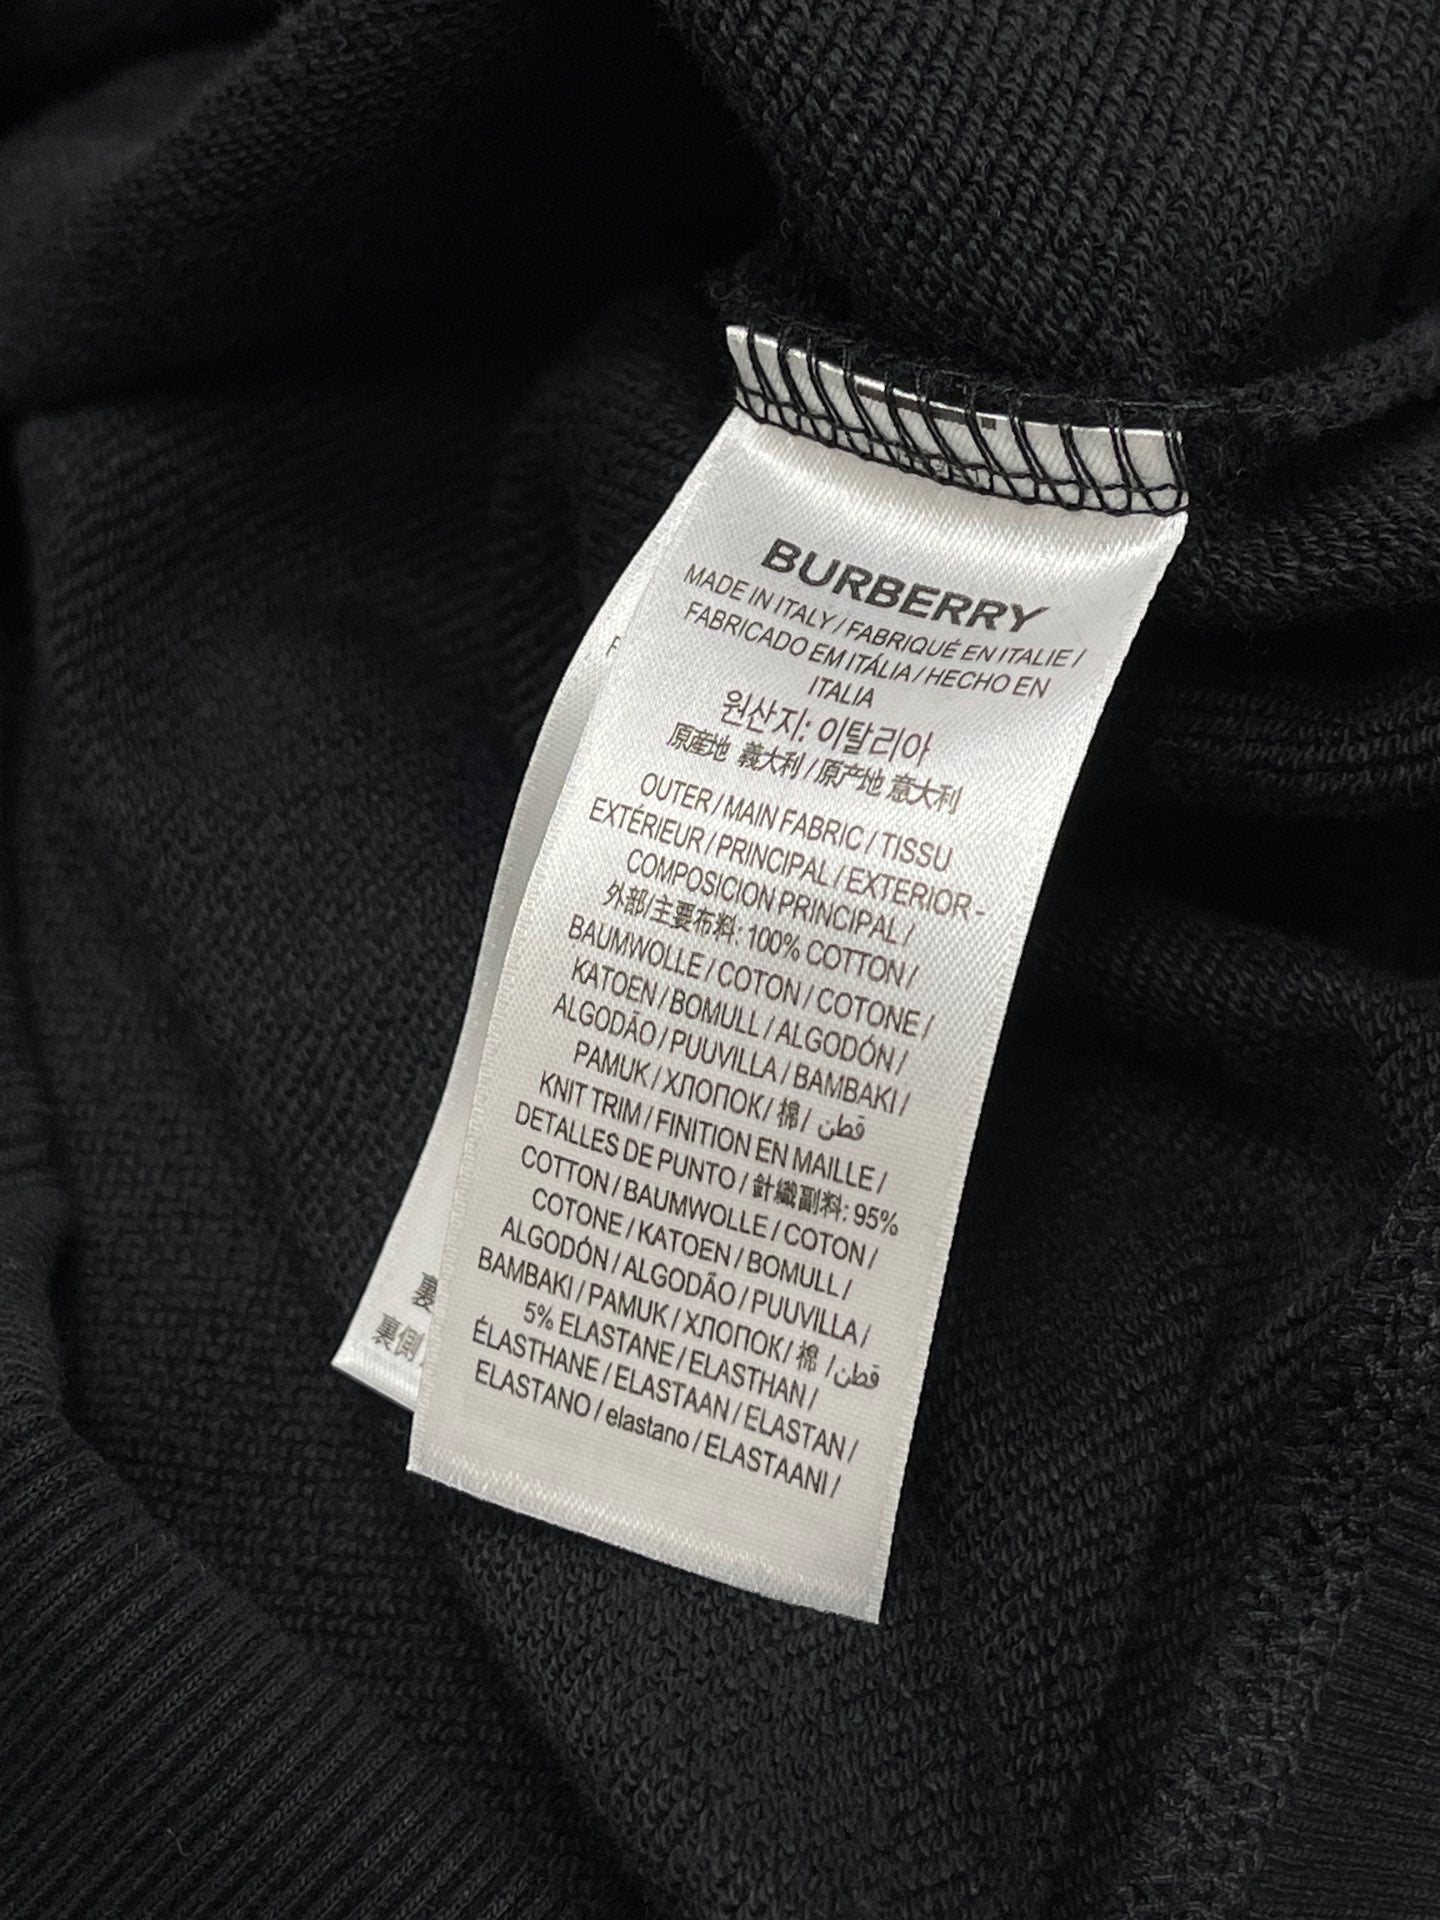 BURBERRY
MADE IN ITALY / FABRIQUÉ EN ITALIE /
FABRICADO EM ITÁLIA / HECHO EN
ITALIA
원산지: 이탈리아
原産地 義大利 / 原产地 意大利
OUTER / MAIN FABRIC / TISSU
EXTÉRIEUR / PRINCIPAL / EXTERIOR -
COMPOSICION PRINCIPAL /
外部/主要布料: 100% COTTON /
BAUMWOLLE / COTON / COTONE /
KATOEN / BOMULL / ALGODÓN /
ALGODÃO / PUUVILLA / BAMBAKI /
PAMUK / ХЛОПОК / 棉 / قطن
KNIT TRIM / FINITION EN MAILLE /
DETALLES DE PUNTO / 針織副料: 95%
COTTON / BAUMWOLLE / COTON /
COTONE / KATOEN / BOMULL /
ALGODÓN / ALGODÃO / PUUVILLA /
BAMBAKI / PAMUK / ХЛОПОК / 棉 / قطن
5% ELASTANE / ELASTHAN /
ÉLASTHANE / ELASTAAN / ELASTAN /
ELASTANO / elastano / ELASTAANI /
裏
裏側